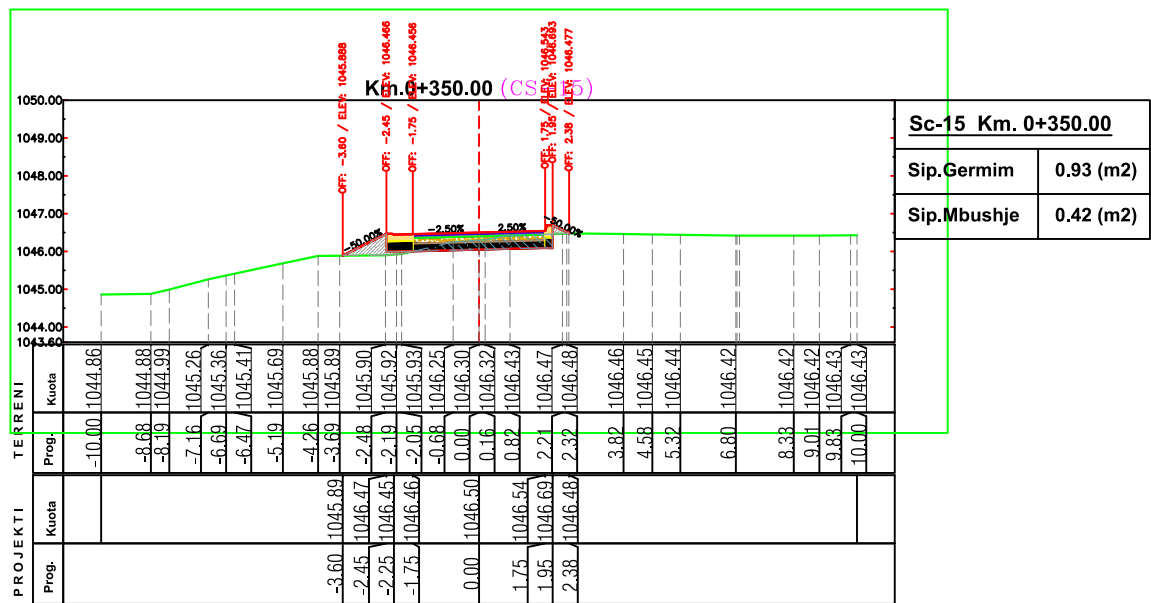 OFF: -3.60 / ELEV: 1045.888
OFF: -2.45 / ELEV: 1046.466
OFF: -1.75 / ELEV: 1046.456
OFF: 1.75 / ELEV: 1046.543
OFF: 1.95 / ELEV: 1046.693
OFF: 2.38 / ELEV: 1046.477
Km.0+350.00 (CS 15)
1050.00
1049.00
1048.00
1047.00
1046.00
1045.00
1044.00
1043.60
-50.00%
-2.50%
2.50%
-50.00%
Sc-15 Km. 0+350.00
Sip.Germim 0.93 (m2)
Sip.Mbushje 0.42 (m2)
TERRENI
Kuota 1044.86 1044.88 1044.99 1045.26 1045.36 1045.41 1045.69 1045.88 1045.89 1045.90 1045.92 1045.93 1046.25 1046.30 1046.32 1046.43 1046.47 1046.48 1046.46 1046.45 1046.44 1046.42 1046.42 1046.42 1046.43 1046.43
Prog. -10.00 -8.68 -8.19 -7.16 -6.69 -6.47 -5.19 -4.26 -3.69 -2.48 -2.19 -2.05 -0.68 0.00 0.16 0.82 2.21 2.32 3.82 4.58 5.32 6.80 8.33 9.01 9.83 10.00
PROJEKTI
Kuota 1045.89 1046.47 1046.45 1046.46 1046.50 1046.54 1046.69 1046.48
Prog. -3.60 -2.45 -2.25 -1.75 0.00 1.75 1.95 2.38